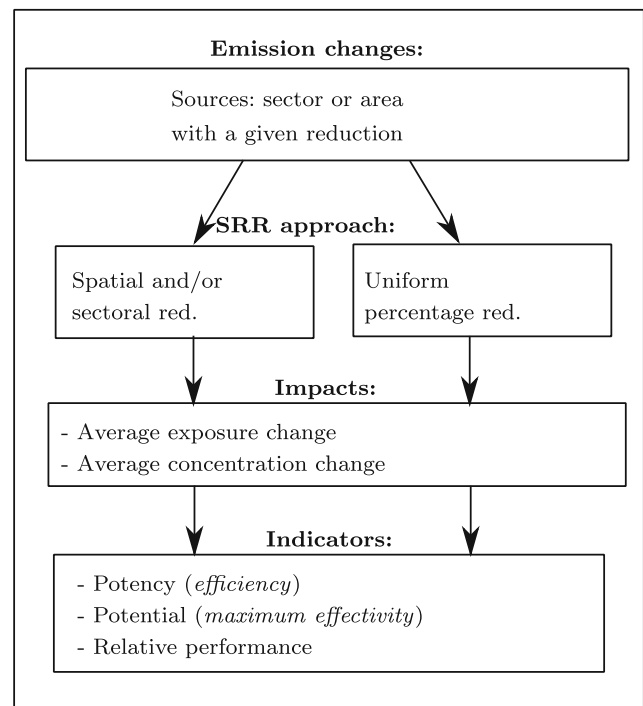 Emission changes:
Sources: sector or area
with a given reduction
SRR approach:
Spatial and/or
sectoral red.
Uniform
percentage red.
Impacts:
- Average exposure change
- Average concentration change
Indicators:
- Potency (efficiency)
- Potential (maximum effectivity)
- Relative performance